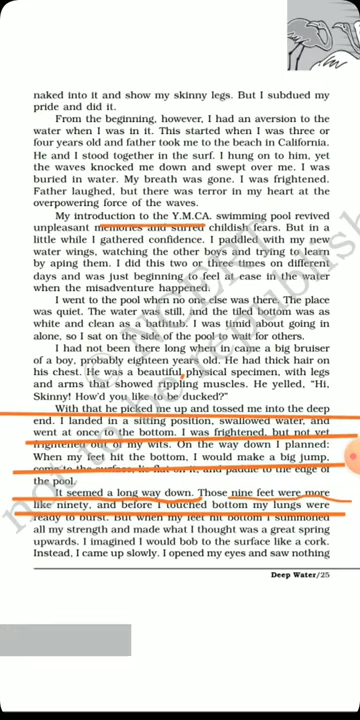 naked into it and show my skinny legs. But I subdued my
pride and did it.
From the beginning, however, I had an aversion to the
water when I was in it. This started when I was three or
four years old and father took me to the beach in California.
He and I stood together in the surf. I hung on to him, yet
the waves knocked me down and swept over me. I was
buried in water. My breath was gone. I was frightened.
Father laughed, but there was terror in my heart at the
overpowering force of the waves.
My introduction to the Y.M.CA. swimming pool revived
unpleasant memories and stirred childish fears. But in a
little while I gathered confidence. I paddled with my new
water wings, watching the other boys and trying to learn
by aping them. I did this two or three times on different
days and was just beginning to feel at ease in the water
when the misadventure happened.
I went to the pool when no one else was there. The place
was quiet. The water was still, and the tiled bottom was as
white and clean as a bathtub. I was timid about going in
alone, so I sat on the side of the pool to wait for others.
I had not been there long when in came a big bruiser
of a boy, probably eighteen years old. He had thick hair on
his chest. He was a beautiful physical specimen, with legs
and arms that showed rippling muscles. He yelled, “Hi,
Skinny! How'd you like to be ducked?”
With that he picked me up and tossed me into the deep
end. I landed in a sitting position, swallowed water, and
went at once to the bottom. I was frightened, but not yet
frightened out of my wits. On the way down I planned:
When my feet hit the bottom, I would make a big jump,
come to the surface, lie flat on it, and paddle to the edge of
the pool.
It seemed a long way down. Those nine feet were more
like ninety, and before I touched bottom my lungs were
ready to burst. But when my feet hit bottom I summoned
all my strength and made what I thought was a great spring
upwards. I imagined I would bob to the surface like a cork.
Instead, I came up slowly. I opened my eyes and saw nothing
Deep Water/25